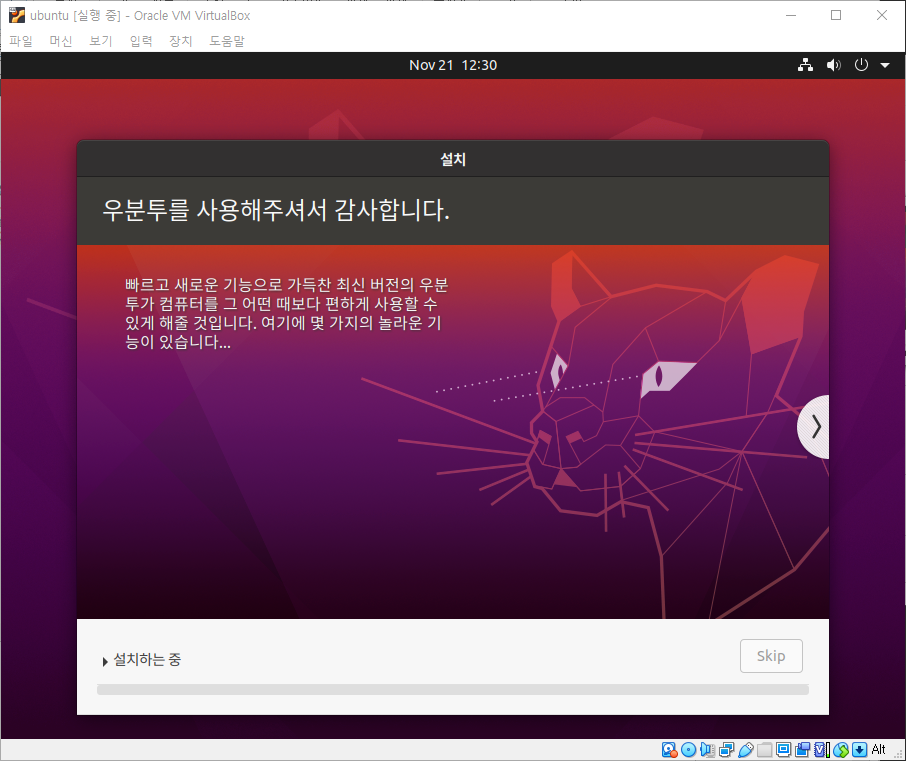 ubuntu [실행 중] - Oracle VM VirtualBox
파일 머신 보기 입력 장치 도움말
Nov 21 12:30
설치
우분투를 사용해주셔서 감사합니다.
빠르고 새로운 기능으로 가득찬 최신 버전의 우분
투가 컴퓨터를 그 어떤 때보다 편하게 사용할 수
있게 해줄 것입니다. 여기에 몇 가지의 놀라운 기
능이 있습니다...
설치하는 중
Skip
Alt